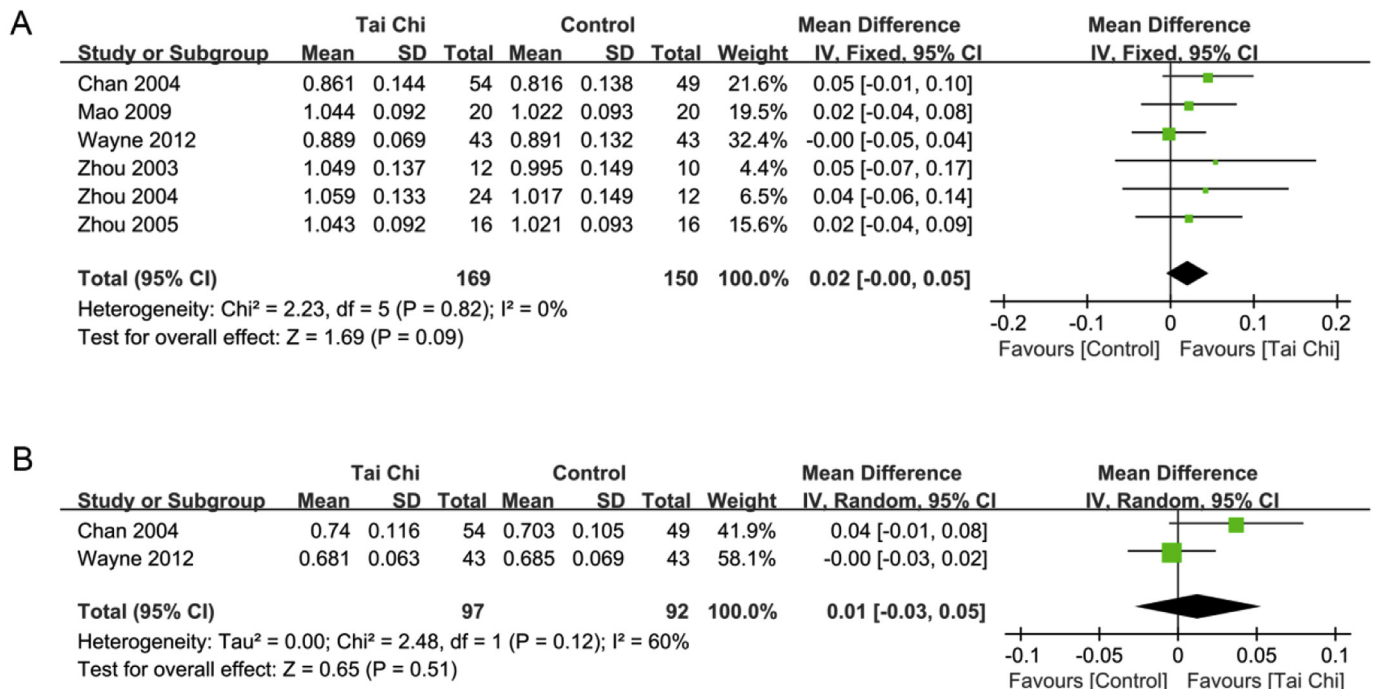 A
Tai Chi Control Mean Difference Mean Difference
Study or Subgroup Mean SD Total Mean SD Total Weight IV, Fixed, 95% CI IV, Fixed, 95% CI
Chan 2004 0.861 0.144 54 0.816 0.138 49 21.6% 0.05 [-0.01, 0.10]
Mao 2009 1.044 0.092 20 1.022 0.093 20 19.5% 0.02 [-0.04, 0.08]
Wayne 2012 0.889 0.069 43 0.891 0.132 43 32.4% -0.00 [-0.05, 0.04]
Zhou 2003 1.049 0.137 12 0.995 0.149 10 4.4% 0.05 [-0.07, 0.17]
Zhou 2004 1.059 0.133 24 1.017 0.149 12 6.5% 0.04 [-0.06, 0.14]
Zhou 2005 1.043 0.092 16 1.021 0.093 16 15.6% 0.02 [-0.04, 0.09]
Total (95% CI) 169 150 100.0% 0.02 [-0.00, 0.05]
Heterogeneity: Chi² = 2.23, df = 5 (P = 0.82); I² = 0%
Test for overall effect: Z = 1.69 (P = 0.09)
-0.2 -0.1 0 0.1 0.2
Favours [Control] Favours [Tai Chi]
B
Tai Chi Control Mean Difference Mean Difference
Study or Subgroup Mean SD Total Mean SD Total Weight IV, Random, 95% CI IV, Random, 95% CI
Chan 2004 0.74 0.116 54 0.703 0.105 49 41.9% 0.04 [-0.01, 0.08]
Wayne 2012 0.681 0.063 43 0.685 0.069 43 58.1% -0.00 [-0.03, 0.02]
Total (95% CI) 97 92 100.0% 0.01 [-0.03, 0.05]
Heterogeneity: Tau² = 0.00; Chi² = 2.48, df = 1 (P = 0.12); I² = 60%
Test for overall effect: Z = 0.65 (P = 0.51)
-0.1 -0.05 0 0.05 0.1
Favours [Control] Favours [Tai Chi]